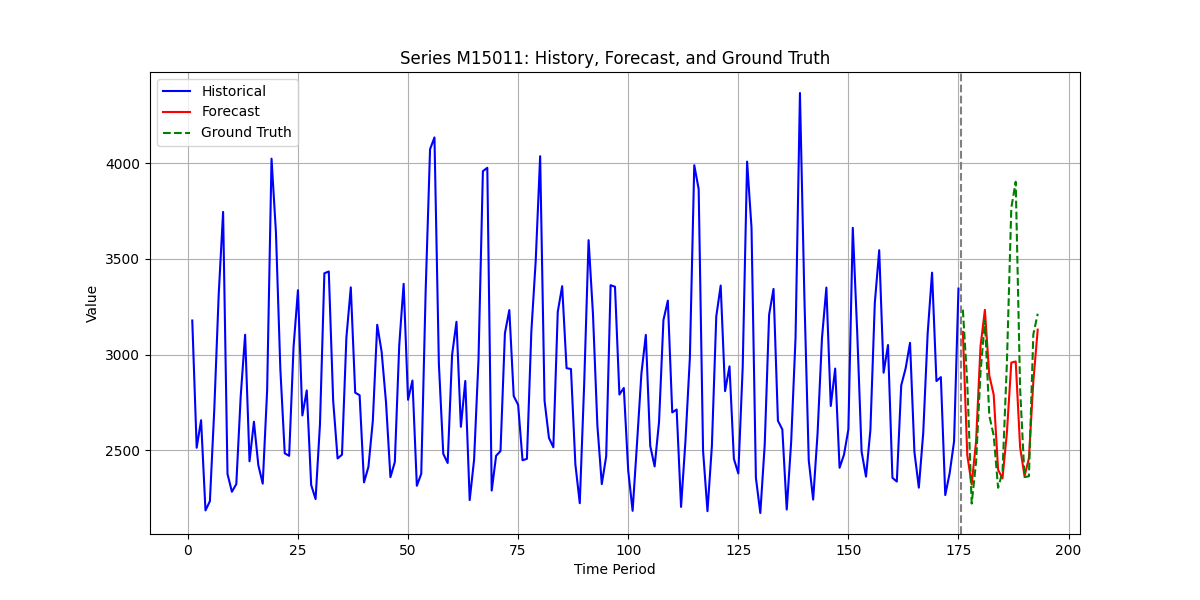 Series M15011: History, Forecast, and Ground Truth
Historical
Forecast
Ground Truth
4000
3500
3000
2500
Value
0 25 50 75 100 125 150 175 200
Time Period